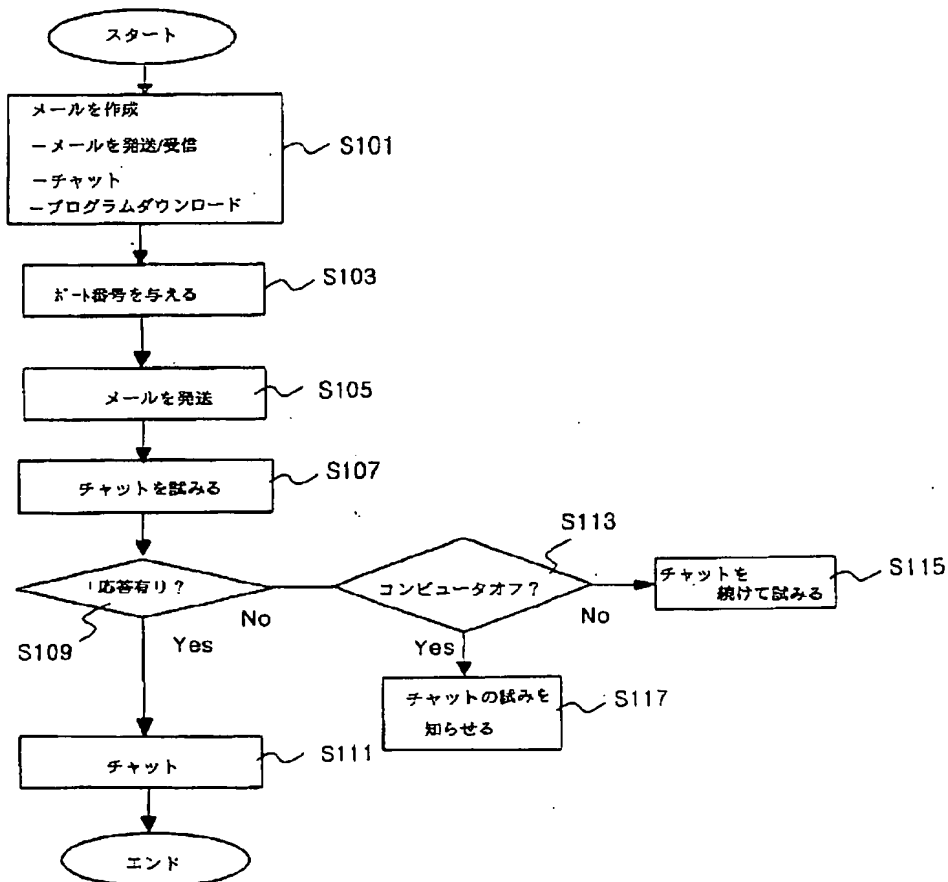 スタート
メールを作成
ーメールを発送/受信
ーチャット
ープログラムダウンロード
S101
ポート番号を与える
S103
メールを発送
S105
チャットを試みる
S107
応答有り?
S109
Yes
No
コンピュータオフ?
S113
No
Yes
チャットを
続けて試みる
S115
チャットの試みを
知らせる
S117
チャット
S111
エンド